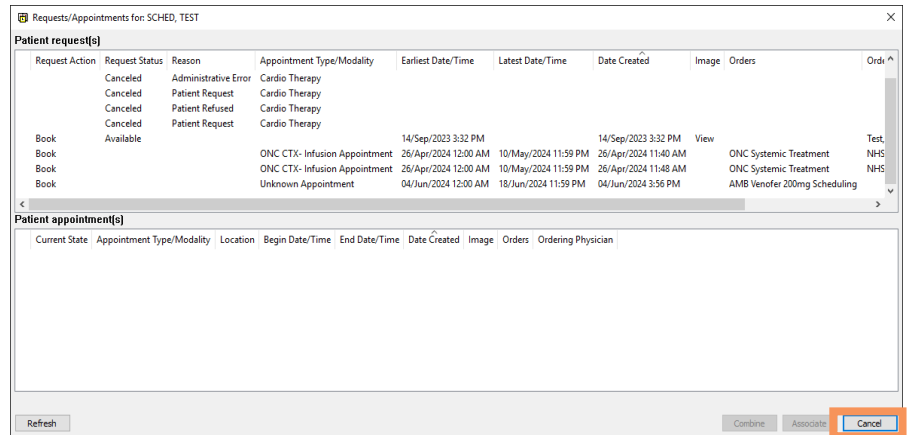 Requests/Appointments for: SCHED, TEST
Patient request(s)
Request Action Request Status Reason Appointment Type/Modality Earliest Date/Time Latest Date/Time Date Created Image Orders Orde
Canceled Administrative Error Cardio Therapy
Canceled Patient Request Cardio Therapy
Canceled Patient Refused Cardio Therapy
Canceled Patient Request Cardio Therapy
Book Available 14/Sep/2023 3:32 PM 14/Sep/2023 3:32 PM View Test,
Book ONC CTX- Infusion Appointment 26/Apr/2024 12:00 AM 10/May/2024 11:59 PM 26/Apr/2024 11:40 AM ONC Systemic Treatment NHS
Book ONC CTX- Infusion Appointment 26/Apr/2024 12:00 AM 10/May/2024 11:59 PM 26/Apr/2024 11:48 AM ONC Systemic Treatment NHS
Book Unknown Appointment 04/Jun/2024 12:00 AM 18/Jun/2024 11:59 PM 04/Jun/2024 3:56 PM AMB Venofer 200mg Scheduling
Patient appointment(s)
Current State Appointment Type/Modality Location Begin Date/Time End Date/Time Date Created Image Orders Ordering Physician
Refresh Combine Associate Cancel